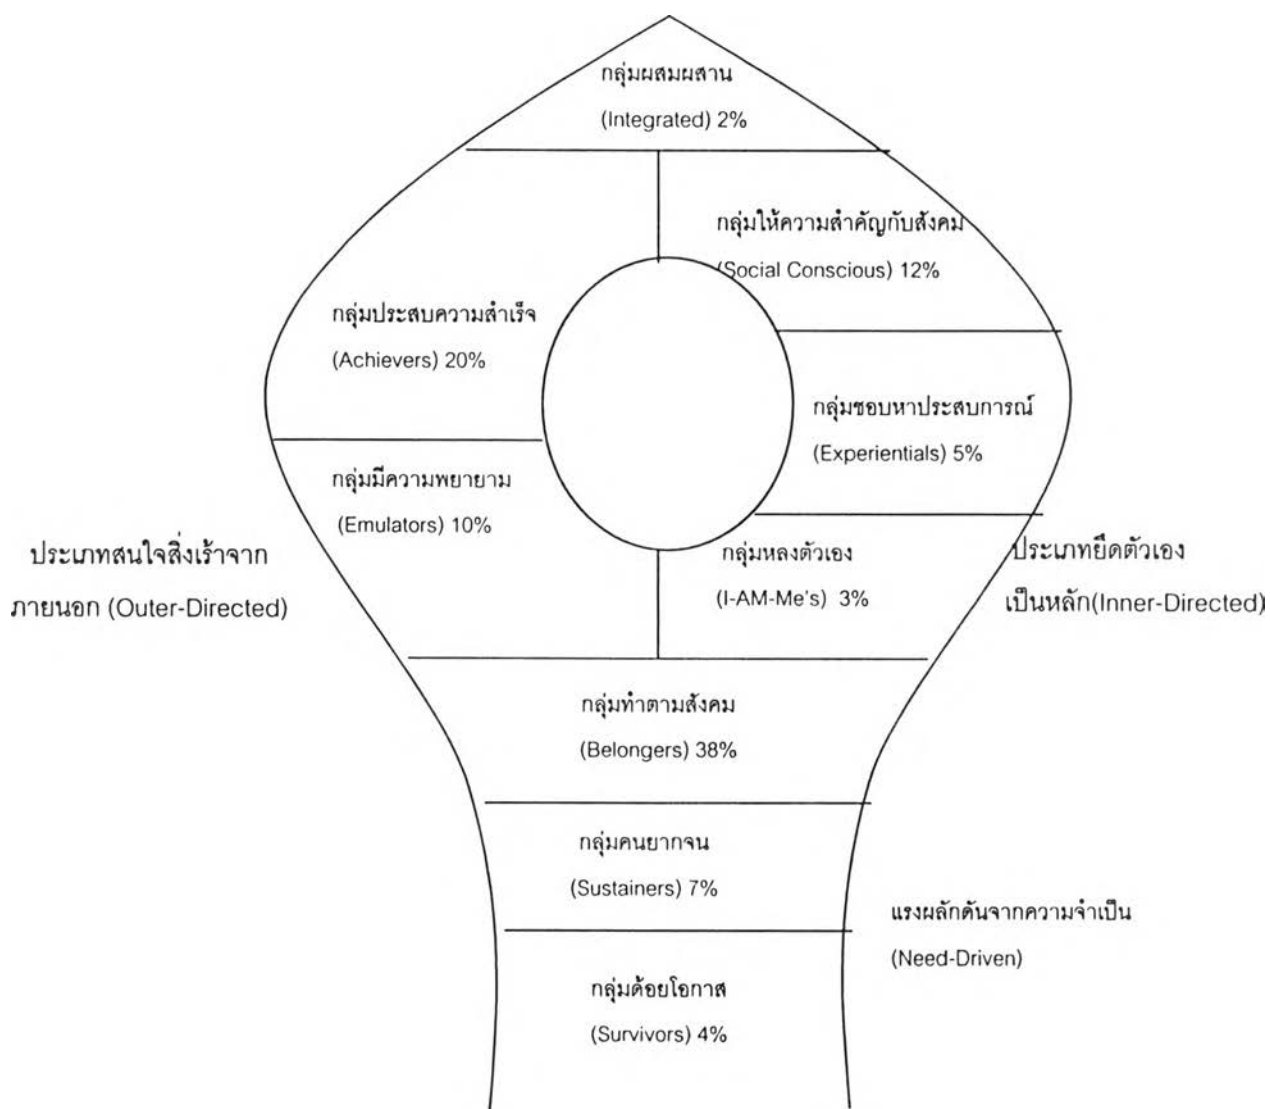 กลุ่มผสมผสาน
(Integrated) 2%
กลุ่มให้ความสำคัญกับสังคม
(Social Conscious) 12%
กลุ่มประสบความสำเร็จ
(Achievers) 20%
กลุ่มชอบหาประสบการณ์
(Experientials) 5%
กลุ่มมีความพยายาม
(Emulators) 10%
ประเภทสนใจสิ่งเร้าจาก
ภายนอก (Outer-Directed)
กลุ่มหลงตัวเอง
(I-AM-Me's) 3%
ประเภทยึดตัวเอง
เป็นหลัก(Inner-Directed)
กลุ่มทำตามสังคม
(Belongers) 38%
กลุ่มคนยากจน
(Sustainers) 7%
แรงผลักดันจากความจำเป็น
(Need-Driven)
กลุ่มด้อยโอกาส
(Survivors) 4%